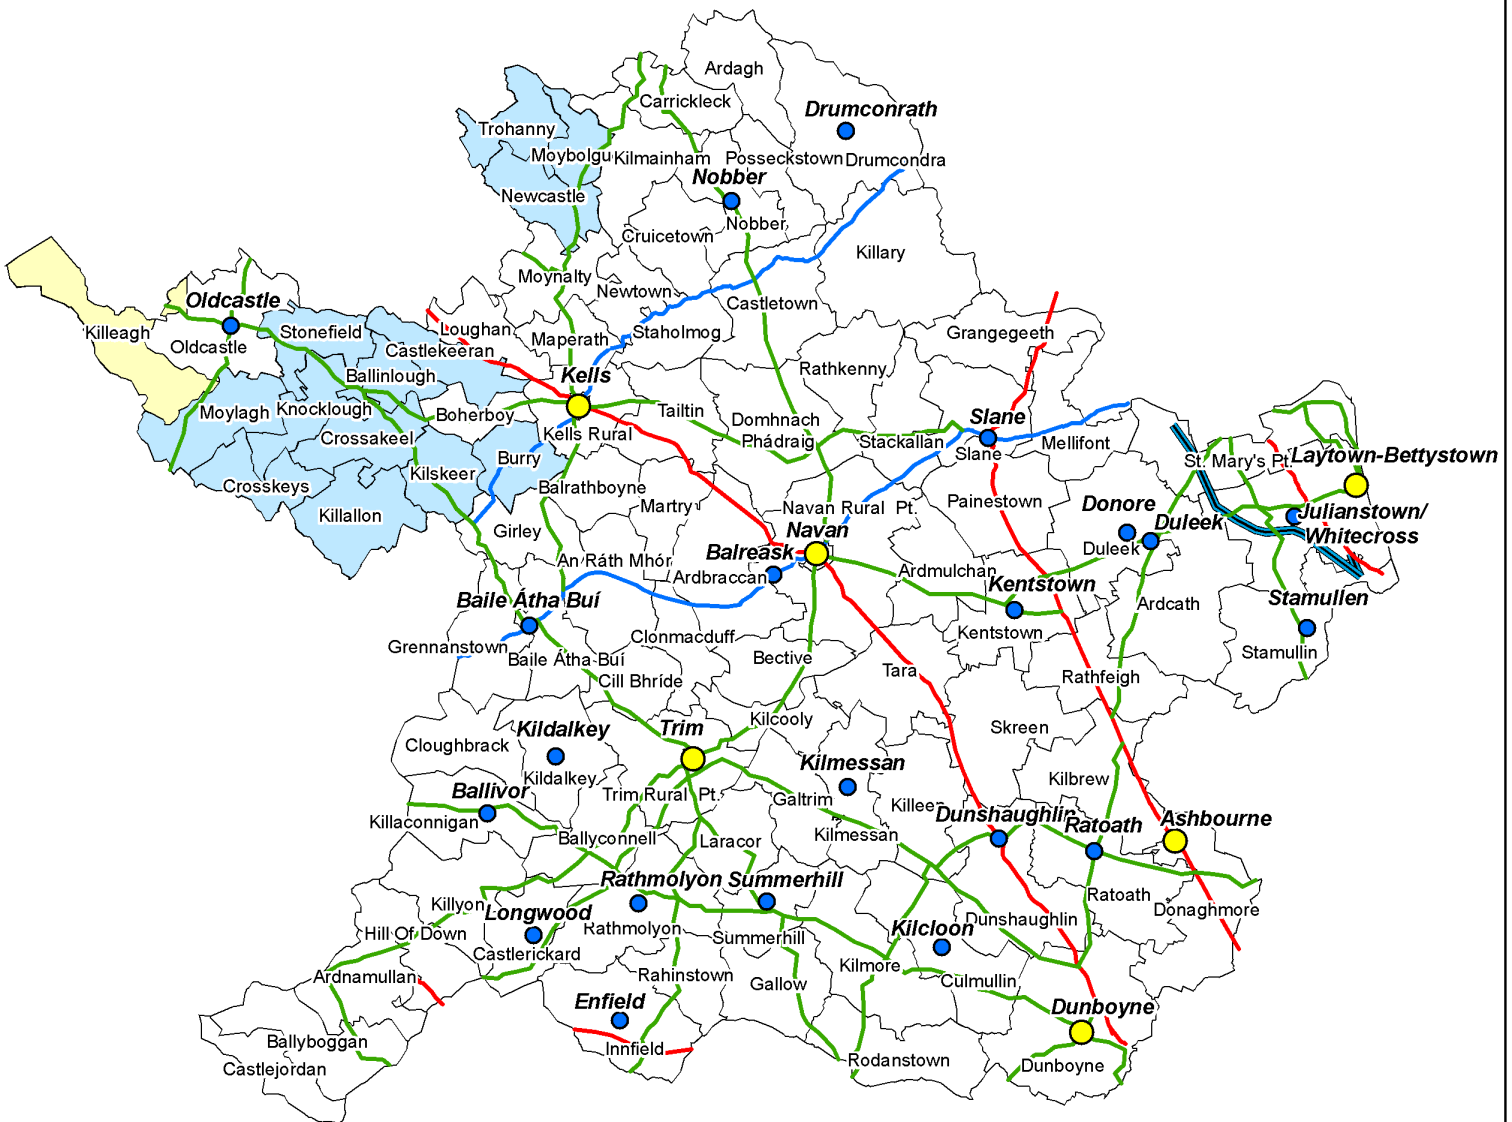 Ardagh
Carrickleck
Drumconrath
Trohanny
Moybolgu
Kilmainham
Posseckstown
Drumcondra
Nobber
Newcastle
Nobber
Cruicetown
Killary
Moynalty
Newtown
Oldcastle
Castletown
Killeagh
Stonefield
Loughan
Maperath
Staholmog
Grangegeeth
Oldcastle
Castlekeeran
Rathkenny
Ballinlough
Kells
Moylagh
Knocklough
Boherboy
Tailtin
Domhnach
Phádraig
Slane
Crossakeel
Kells Rural
Stackallan
Mellifont
Slane
Laytown-Bettystown
St. Mary's Pt.
Kilskeer
Burry
Crosskeys
Balrathboyne
Martry
Navan Rural Pt.
Painestown
Donore
Killallon
Julianstown/
Whitecross
Girley
Navan
Duleek
Balreask
Duleek
An Ráth Mhór
Ardbraccan
Ardmulchan
Kentstown
Baile Átha Buí
Ardcath
Stamullen
Grennanstown
Clonmacduff
Kentstown
Baile Átha Buí
Bective
Stamullin
Cill Bhríde
Tara
Rathfeigh
Kilcooly
Skreen
Kildalkey
Trim
Cloughbrack
Kilmessan
Kildalkey
Kilbrew
Ballivor
Trim Rural Pt.
Galtrim
Killeen
Killaconnigan
Dunshaughlin
Ratoath
Ashbourne
Ballyconnell
Laracor
Kilmessan
Rathmolyon
Summerhill
Ratoath
Killyon
Longwood
Donaghmore
Hill Of Down
Rathmolyon
Summerhill
Kilcloon
Dunshaughlin
Castlerickard
Ardnamullan
Rahinstown
Gallow
Kilmore
Culmullin
Enfield
Dunboyne
Ballyboggan
Innfield
Castlejordan
Rodanstown
Dunboyne